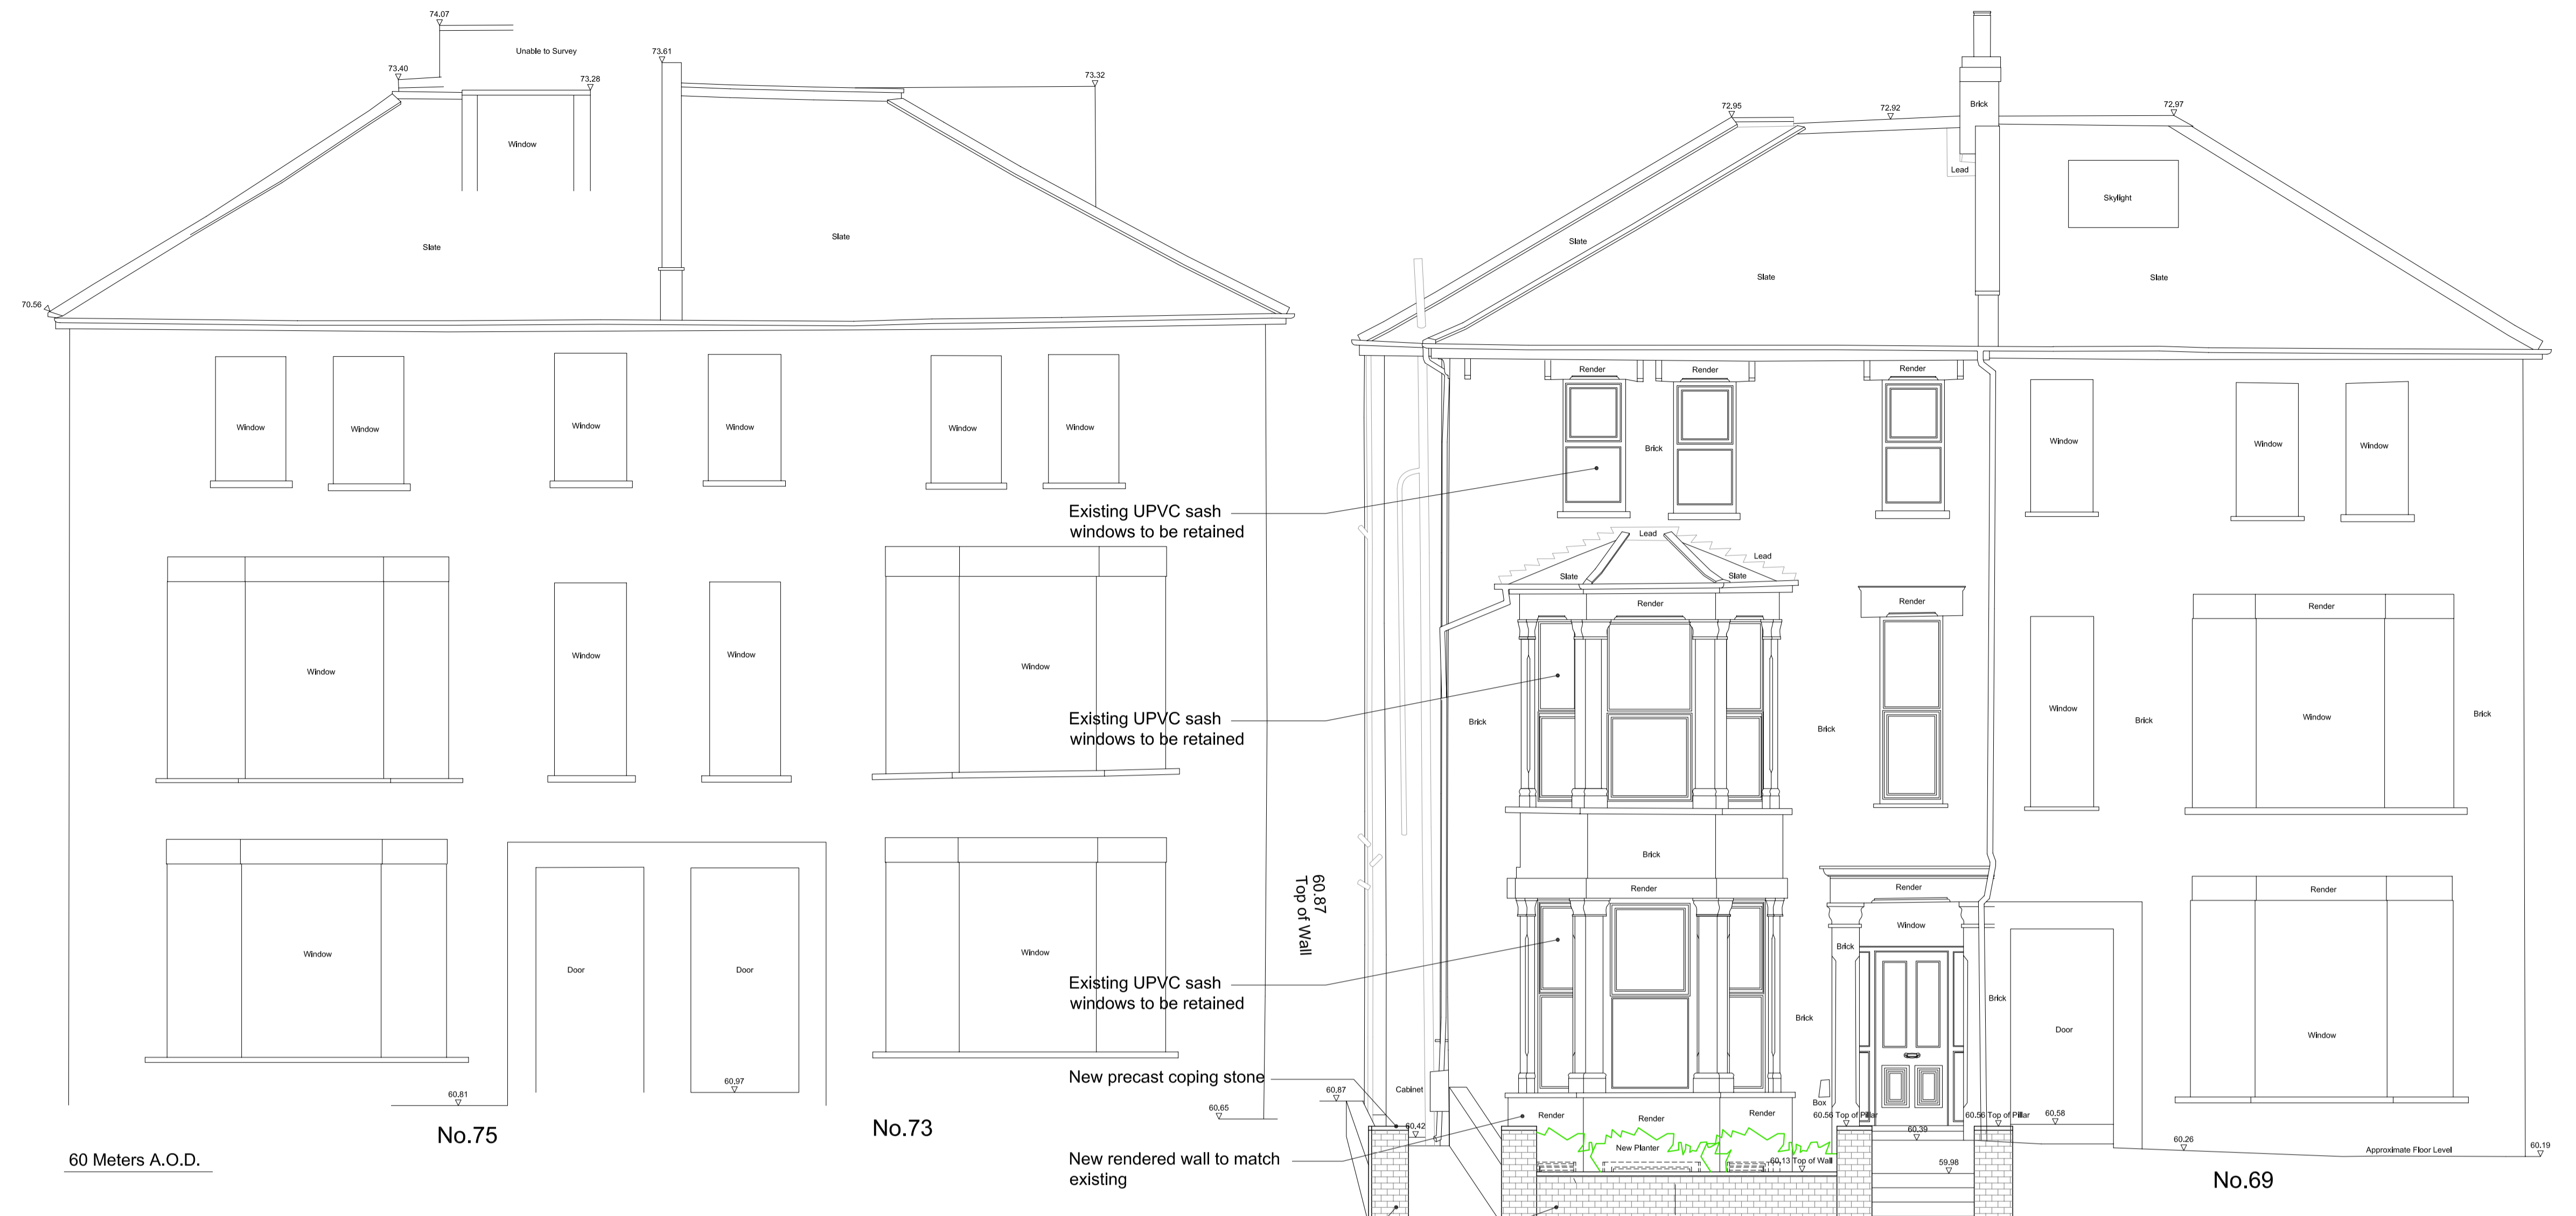 74.07
Unable to Survey
73.40
73.28
73.61
73.32
Window
Slate
Slate
70.56
Window
Window
Window
Window
Window
Window
Window
Window
Window
Window
Window
Window
Door
Door
60.81
60.97
60.65
No.75
No.73
60 Meters A.O.D.
Existing UPVC sash
windows to be retained
Existing UPVC sash
windows to be retained
60.87
Top of Wall
Existing UPVC sash
windows to be retained
New precast coping stone
New rendered wall to match
existing
72.95
72.92
72.97
Brick
Lead
Skylight
Slate
Slate
Slate
Render
Render
Render
Brick
Window
Window
Window
Lead
Lead
Slate
Slate
Render
Render
Render
Brick
Brick
Window
Brick
Window
Brick
Brick
Render
Render
Render
Window
Brick
Brick
Brick
Door
Window
60.87
Cabinet
60.42
Box
Render
Render
Render
60.56 Top of Pillar
60.56 Top of Pillar
60.58
60.39
New Planter
60.13 Top of Wall
59.98
60.26
Approximate Floor Level
60.19
No.69